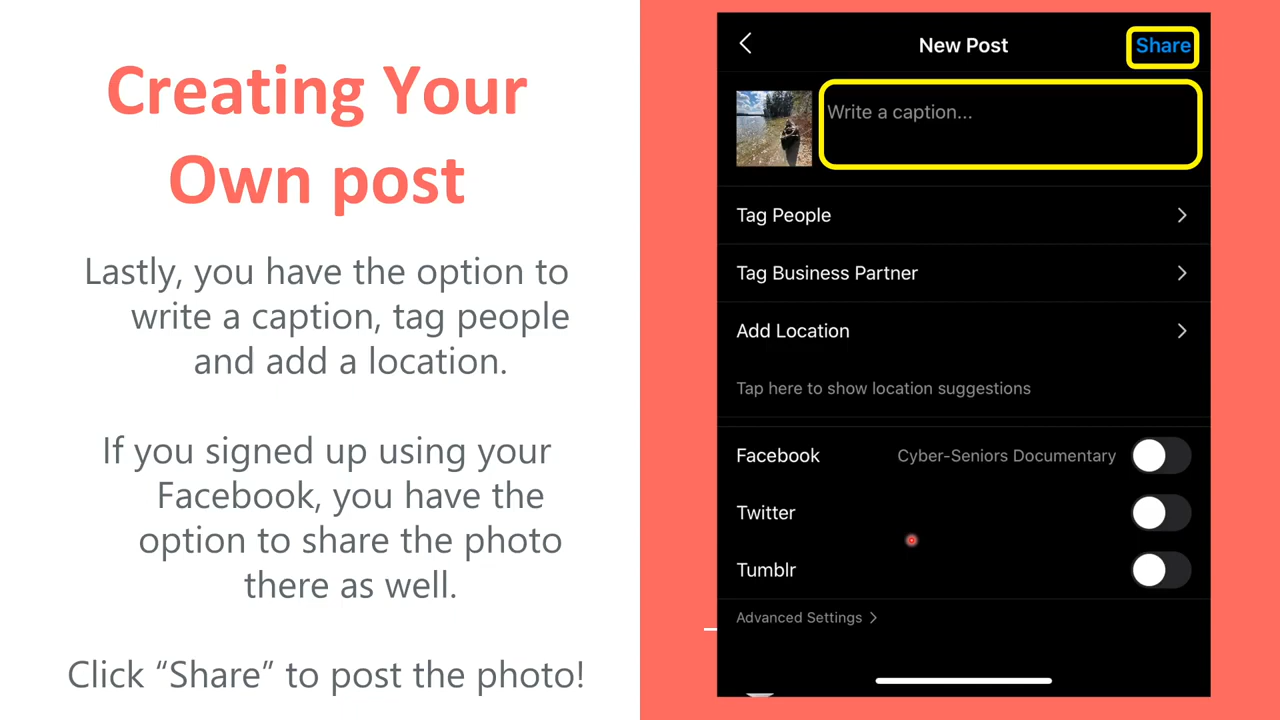 Creating Your
Own post
Lastly, you have the option to
write a caption, tag people
and add a location.
If you signed up using your
Facebook, you have the
option to share the photo
there as well.
Click “Share” to post the photo!
New Post
Share
Write a caption...
Tag People
Tag Business Partner
Add Location
Tap here to show location suggestions
Facebook Cyber-Seniors Documentary
Twitter
Tumblr
Advanced Settings